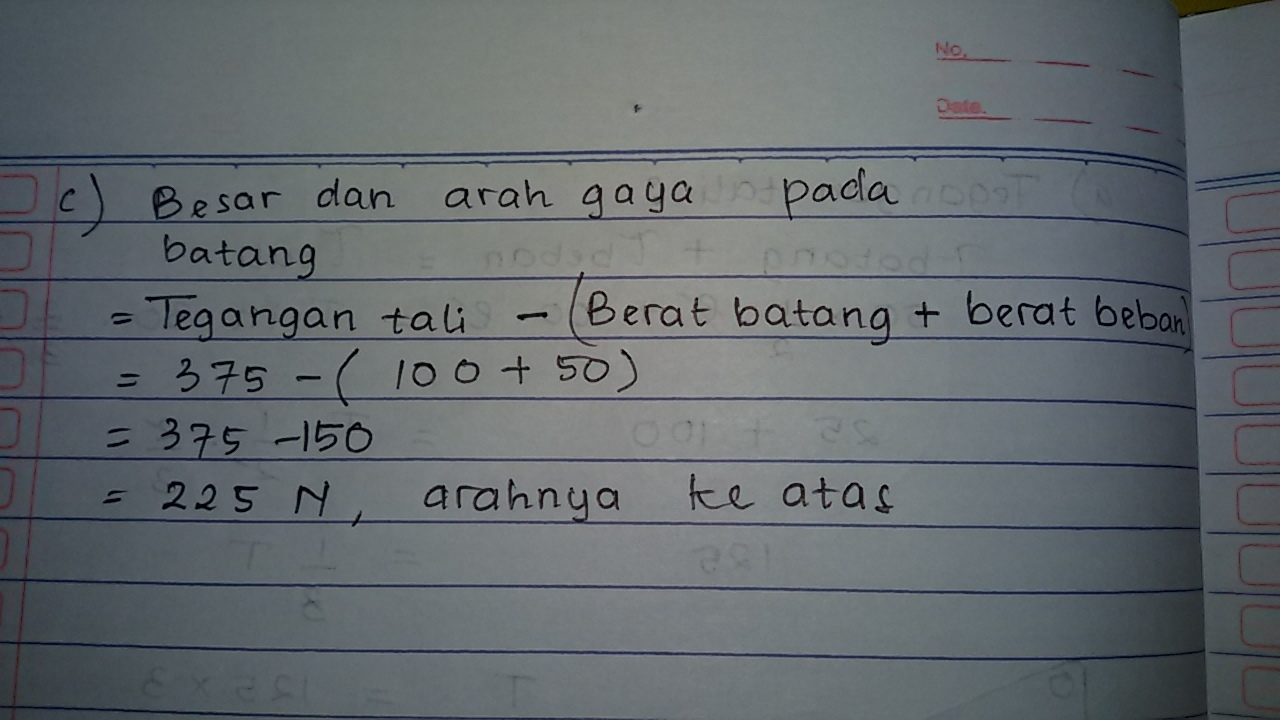 No.
Date.
c) Besar dan arah gaya pada
batang
= Tegangan tali - (Berat batang + berat beban)
= 375 - ( 100 + 50)
= 375 - 150
= 225 N, arahnya ke atas